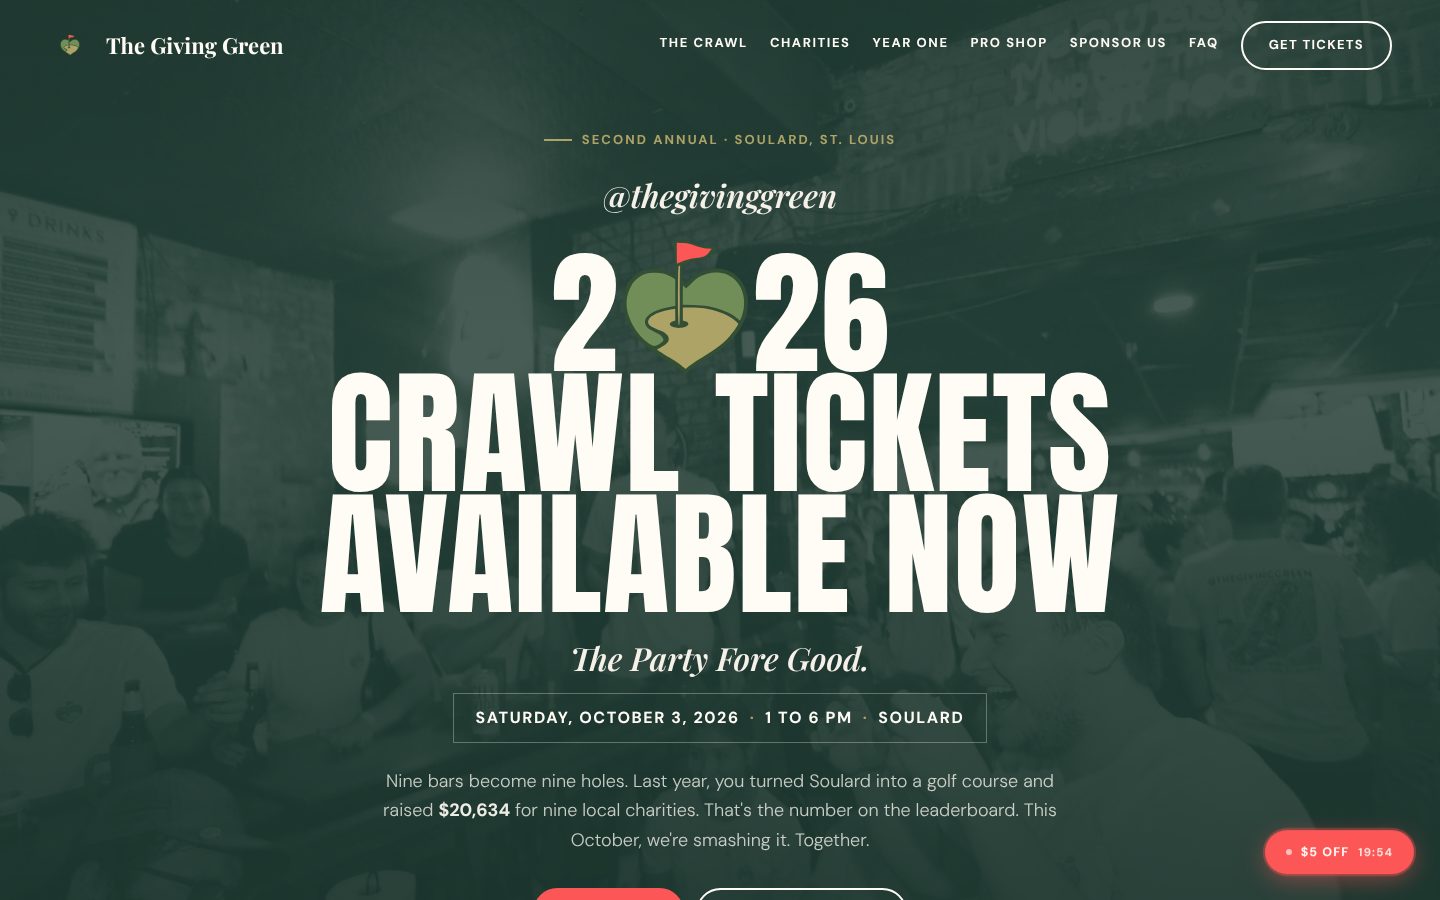 The Giving Green
THE CRAWL
CHARITIES
YEAR ONE
PRO SHOP
SPONSOR US
FAQ
GET TICKETS
SECOND ANNUAL · SOULARD, ST. LOUIS
@thegivinggreen
2 26
CRAWL TICKETS
AVAILABLE NOW
The Party Fore Good.
SATURDAY, OCTOBER 3, 2026 · 1 TO 6 PM · SOULARD
Nine bars become nine holes. Last year, you turned Soulard into a golf course and
raised $20,634 for nine local charities. That's the number on the leaderboard. This
October, we're smashing it. Together.
$5 OFF 19:54
DRINKS
@THEGIVINGGREEN